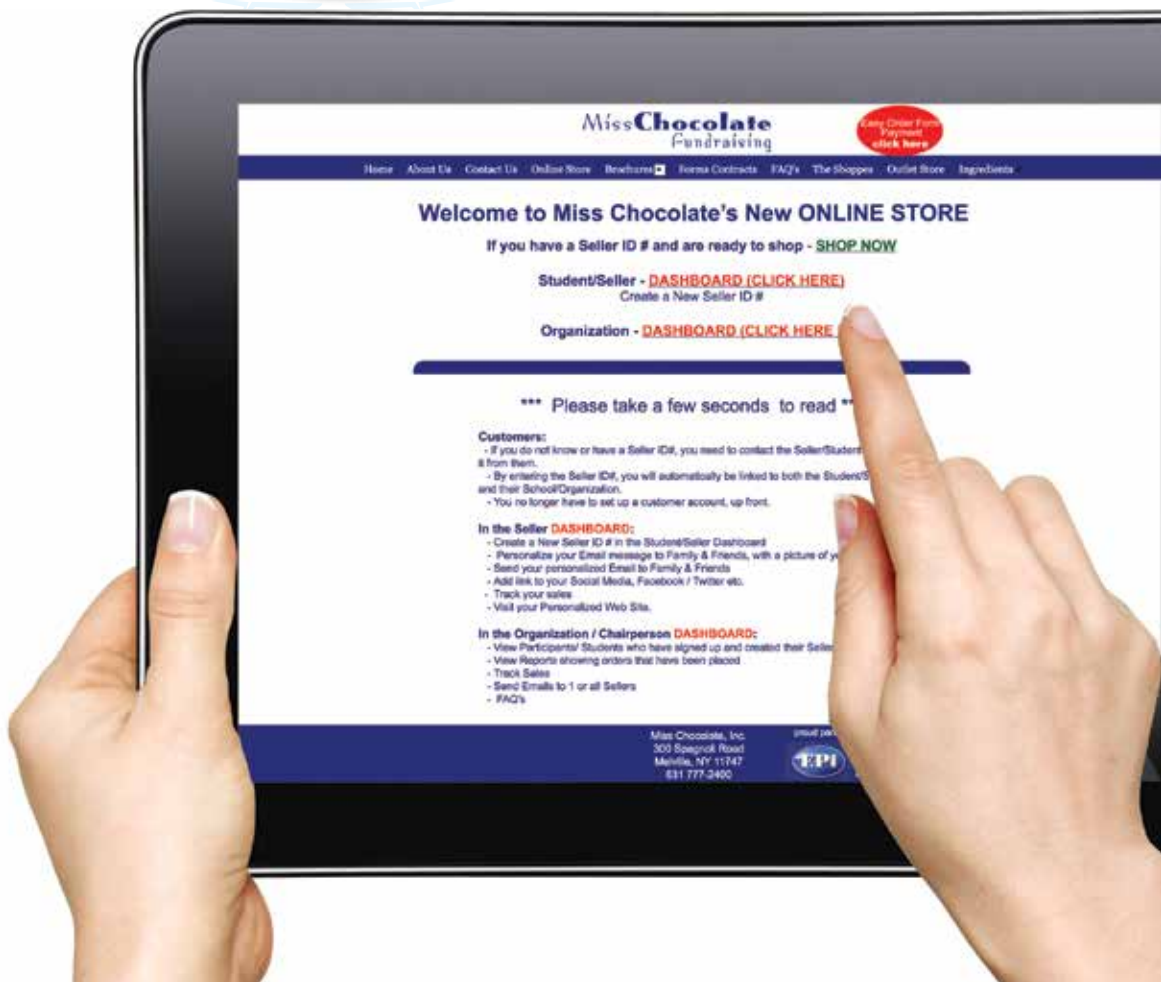 Miss Chocolate
Fundraising
Easy Order Form
Payment
click here
Home About Us Contact Us Online Store Brochures Forms Contracts FAQ's The Shoppes Outlet Store Ingredients
Welcome to Miss Chocolate's New ONLINE STORE
If you have a Seller ID # and are ready to shop - SHOP NOW
Student/Seller - DASHBOARD (CLICK HERE)
Create a New Seller ID #
Organization - DASHBOARD (CLICK HERE
*** Please take a few seconds to read **
Customers:
- If you do not know or have a Seller ID#, you need to contact the Seller/Student
it from them.
- By entering the Seller ID#, you will automatically be linked to both the Student/S
and their School/Organization.
- You no longer have to set up a customer account, up front.
In the Seller DASHBOARD:
- Create a New Seller ID # in the Student/Seller Dashboard
- Personalize your Email message to Family & Friends, with a picture of
- Send your personalized Email to Family & Friends
- Add link to your Social Media, Facebook / Twitter etc.
- Track your sales
- Visit your Personalized Web Site.
In the Organization / Chairperson DASHBOARD:
- View Participants/ Students who have signed up and created their Seller
- View Reports showing orders that have been placed
- Track Sales
- Send Emails to 1 or all Sellers
- FAQ's
Miss Chocolate, Inc.
300 Spagnoli Road
Melville, NY 11747
631 777-2400
proud
EPI